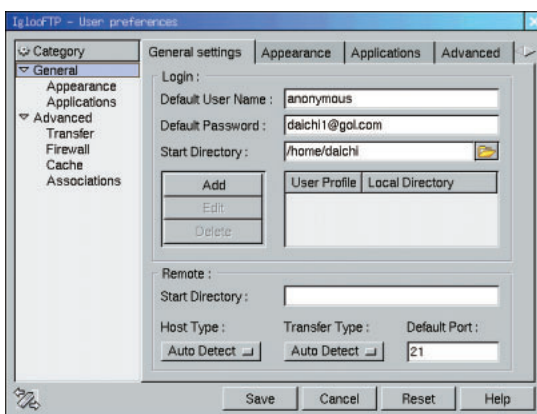 IglooFTP - User preferences
Category
General
Appearance
Applications
Advanced
Transfer
Firewall
Cache
Associations
General settings Appearance Applications Advanced
Login :
Default User Name : anonymous
Default Password : daichi1@gol.com
Start Directory : /home/daichi
Add
Edit
Delete
User Profile Local Directory
Remote :
Start Directory :
Host Type : Transfer Type : Default Port :
Auto Detect Auto Detect 21
Save Cancel Reset Help